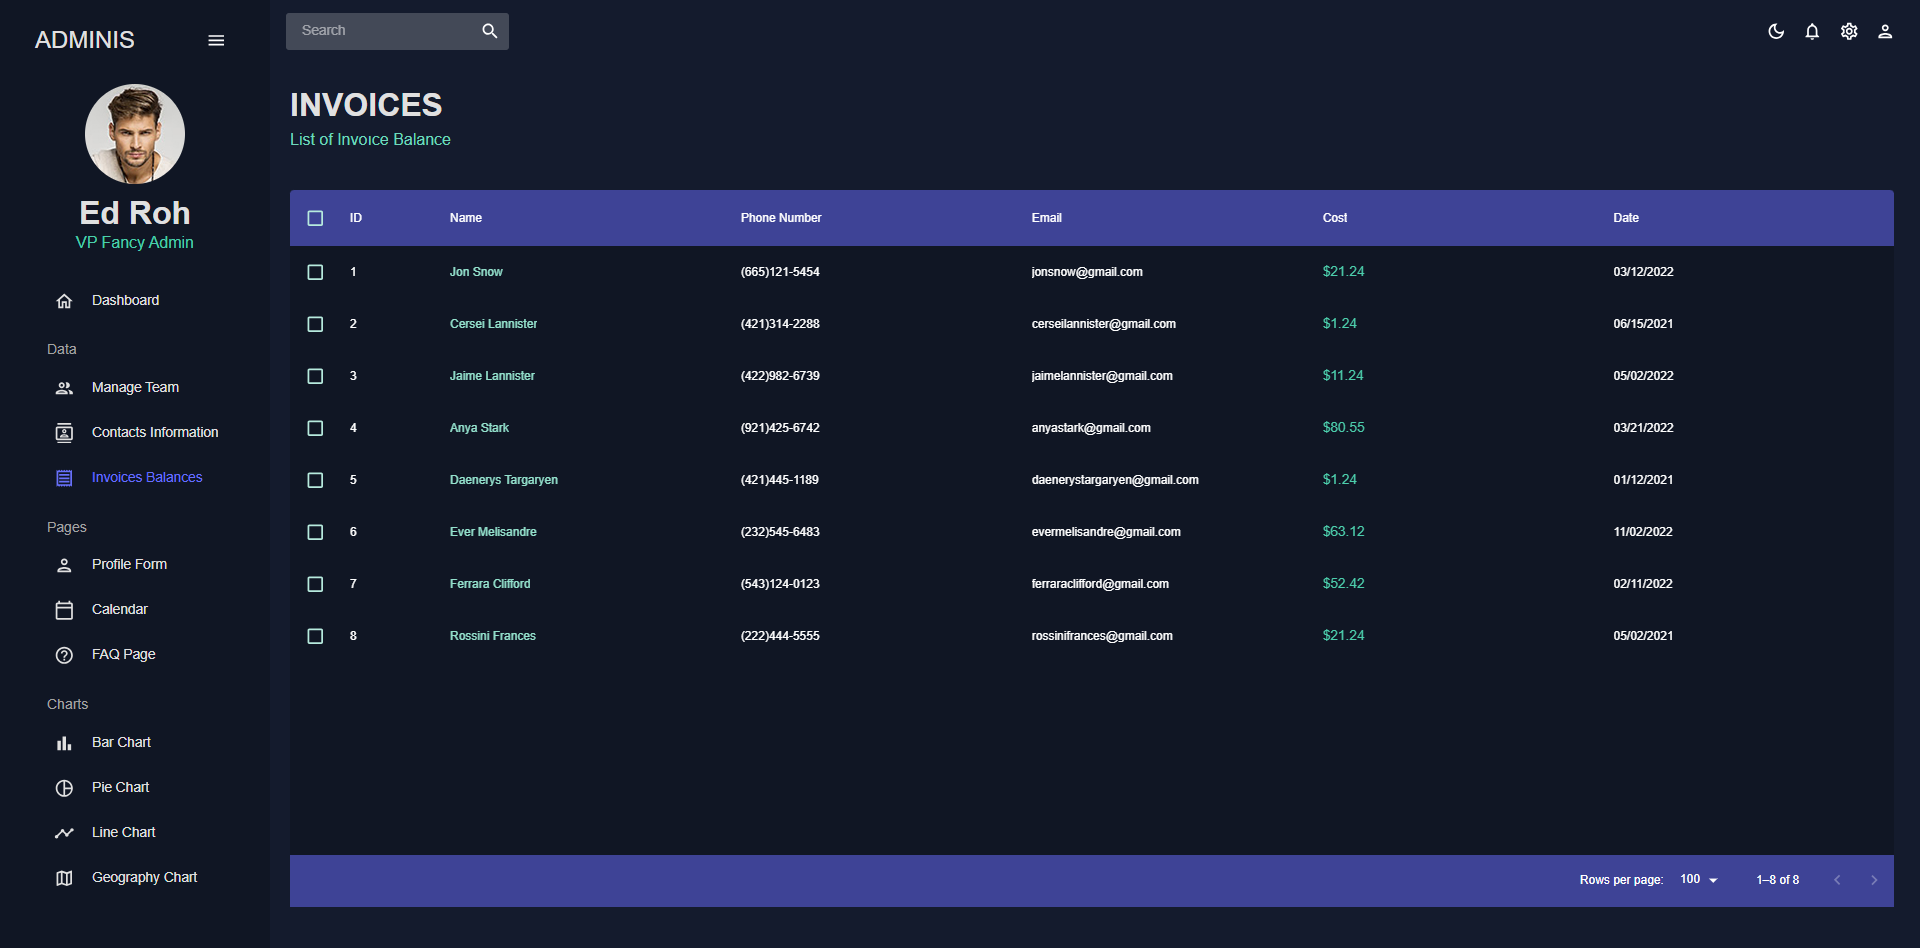 ADMINIS
Search
Ed Roh
VP Fancy Admin
Dashboard
Data
Manage Team
Contacts Information
Invoices Balances
Pages
Profile Form
Calendar
FAQ Page
Charts
Bar Chart
Pie Chart
Line Chart
Geography Chart
INVOICES
List of Invoice Balance
ID Name Phone Number Email Cost Date
1 Jon Snow (665)121-5454 jonsnow@gmail.com $21.24 03/12/2022
2 Cersei Lannister (421)314-2288 cerseilannister@gmail.com $1.24 06/15/2021
3 Jaime Lannister (422)982-6739 jaimelannister@gmail.com $11.24 05/02/2022
4 Anya Stark (921)425-6742 anyastark@gmail.com $80.55 03/21/2022
5 Daenerys Targaryen (421)445-1189 daenerystargaryen@gmail.com $1.24 01/12/2021
6 Ever Melisandre (232)545-6483 evermelisandre@gmail.com $63.12 11/02/2022
7 Ferrara Clifford (543)124-0123 ferraraclifford@gmail.com $52.42 02/11/2022
8 Rossini Frances (222)444-5555 rossinifrances@gmail.com $21.24 05/02/2021
Rows per page: 100 1–8 of 8